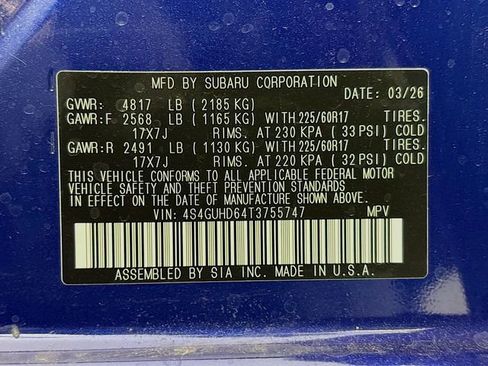 MFD BY SUBARU CORPORATION
DATE: 03/26
GVWR: 4817 LB (2185 KG)
GAWR:F 2568 LB (1165 KG) WITH 225/60R17 TIRES.
17X7J RIMS. AT 230 KPA (33 PSI) COLD
GAWR:R 2491 LB (1130 KG) WITH 225/60R17 TIRES.
17X7J RIMS. AT 220 KPA (32 PSI) COLD
THIS VEHICLE CONFORMS TO ALL APPLICABLE FEDERAL MOTOR
VEHICLE SAFETY AND THEFT PREVENTION STANDARDS
IN EFFECT ON THE DATE OF MANUFACTURE SHOWN ABOVE.
VIN: 4S4GUHD64T3755747 MPV
ASSEMBLED BY SIA INC. MADE IN U.S.A.